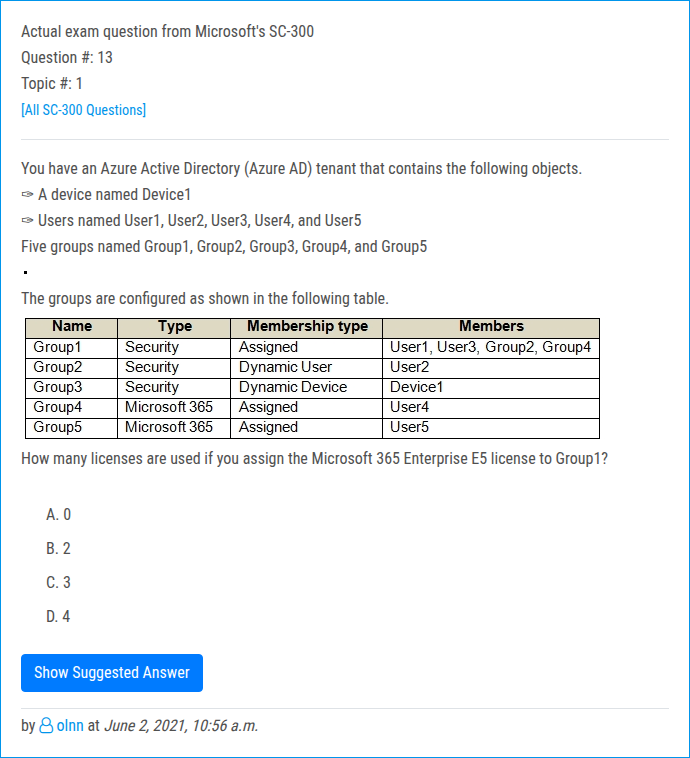 Actual exam question from Microsoft's SC-300
Question #: 13
Topic #: 1
[All SC-300 Questions]
You have an Azure Active Directory (Azure AD) tenant that contains the following objects.
✑ A device named Device1
✑ Users named User1, User2, User3, User4, and User5
Five groups named Group1, Group2, Group3, Group4, and Group5
▪
The groups are configured as shown in the following table.
Name Type Membership type Members
Group1 Security Assigned User1, User3, Group2, Group4
Group2 Security Dynamic User User2
Group3 Security Dynamic Device Device1
Group4 Microsoft 365 Assigned User4
Group5 Microsoft 365 Assigned User5
How many licenses are used if you assign the Microsoft 365 Enterprise E5 license to Group1?
A. 0
B. 2
C. 3
D. 4
Show Suggested Answer
by olnn at June 2, 2021, 10:56 a.m.